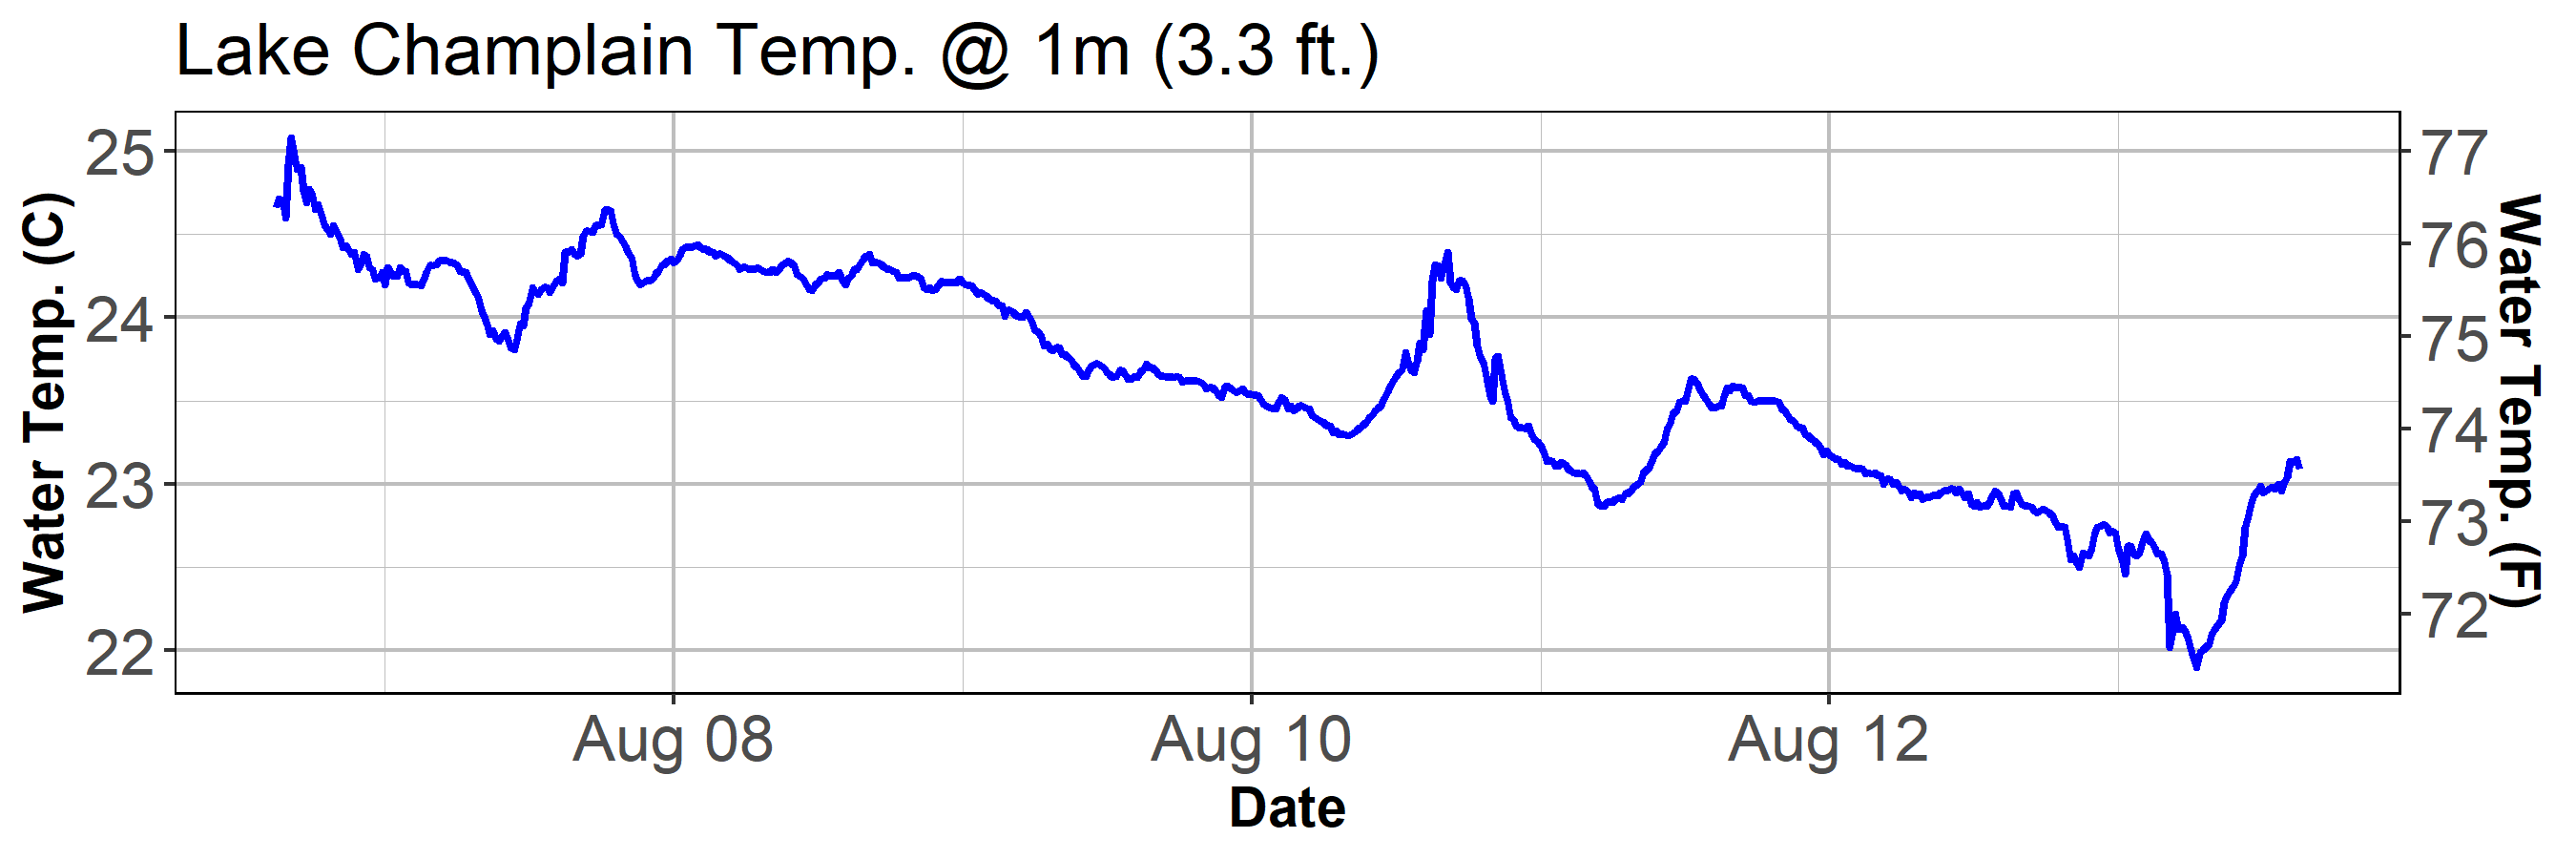 Lake Champlain Temp. @ 1m (3.3 ft.)
Water Temp. (C)
25
24
23
22
77
76
75
74
73
72
Water Temp. (F)
Aug 08
Aug 10
Aug 12
Date